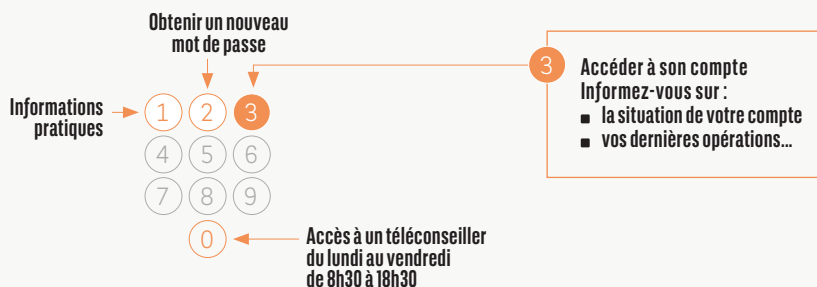 Obtenir un nouveau
mot de passe
Informations
pratiques
1 2 3
4 5 6
7 8 9
0
Accès à un téléconseiller
du lundi au vendredi
de 8h30 à 18h30
3
Accéder à son compte
Informez-vous sur :
■ la situation de votre compte
■ vos dernières opérations...